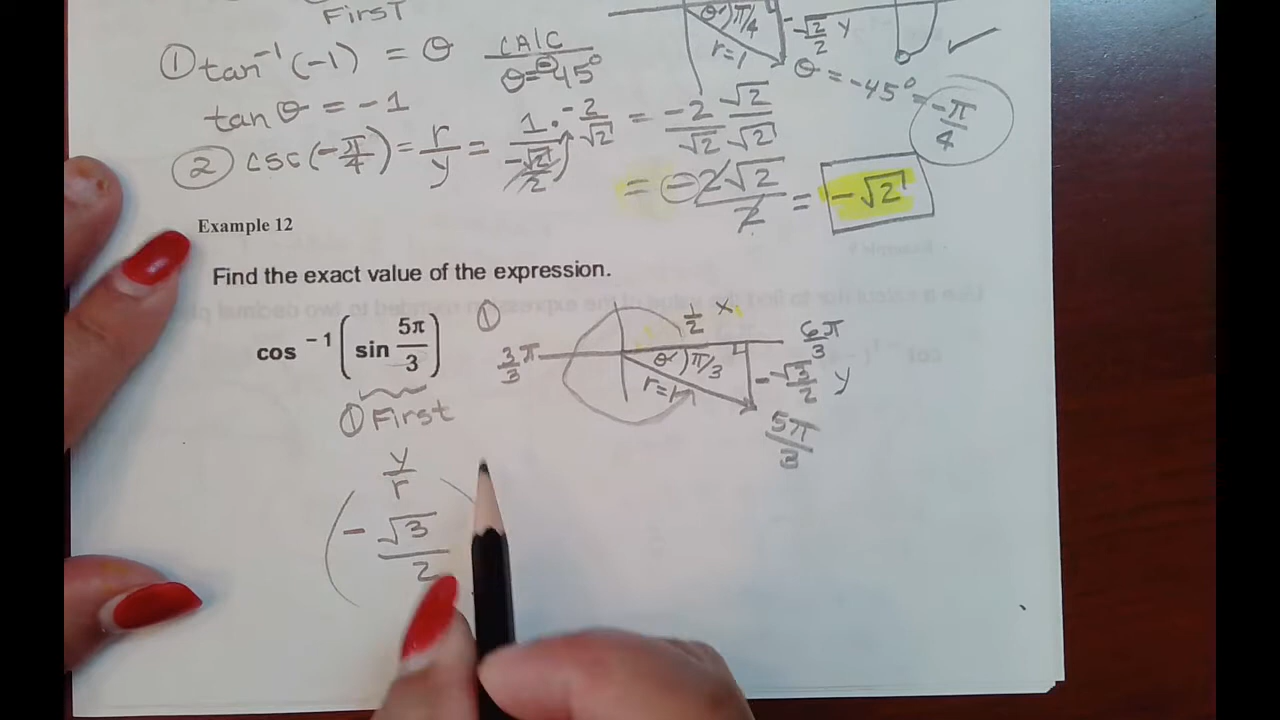 FirsT
θ' π/4 -√2/2 y
r=1
① tan⁻¹(-1) = θ CALC
θ = -45°
θ = -45° = -π/4
tan θ = -1
② csc(-π/4) = r/y = 1/(-√2/2) · -2/√2 = -2/√2 √2/√2
= -2√2/2 = -√2
Example 12
Find the exact value of the expression.
cos ⁻¹ (sin 5π/3)
① 1/2 x
3π/3 θ' π/3 6π/3
r=1 -√3/2 y
5π/3
① First
y/r
(-√3/2